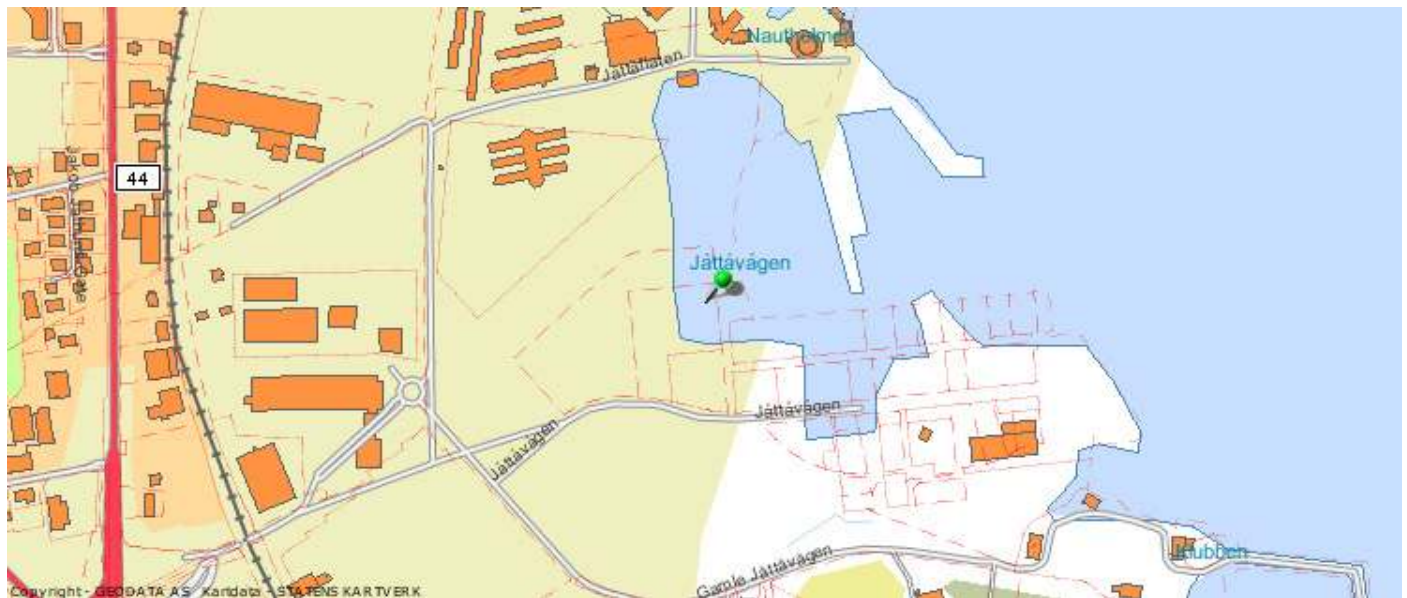 Nautholmen
Jåttåflaten
44
Jåttåvågen
Jåttåvågen
Jåttåvågen
Gamle Jåttåvågen
Copyright - GEODATA AS Kartdata - STATENS KARTVERK